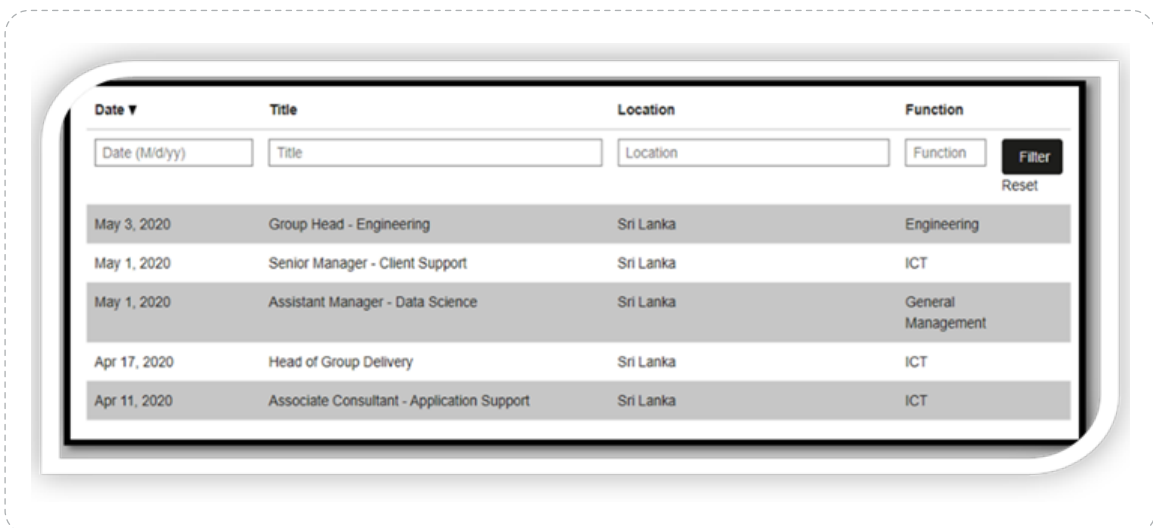 Date ▼ Title Location Function
Date (M/d/yy) Title Location Function Filter
Reset
May 3, 2020 Group Head - Engineering Sri Lanka Engineering
May 1, 2020 Senior Manager - Client Support Sri Lanka ICT
May 1, 2020 Assistant Manager - Data Science Sri Lanka General
Management
Apr 17, 2020 Head of Group Delivery Sri Lanka ICT
Apr 11, 2020 Associate Consultant - Application Support Sri Lanka ICT